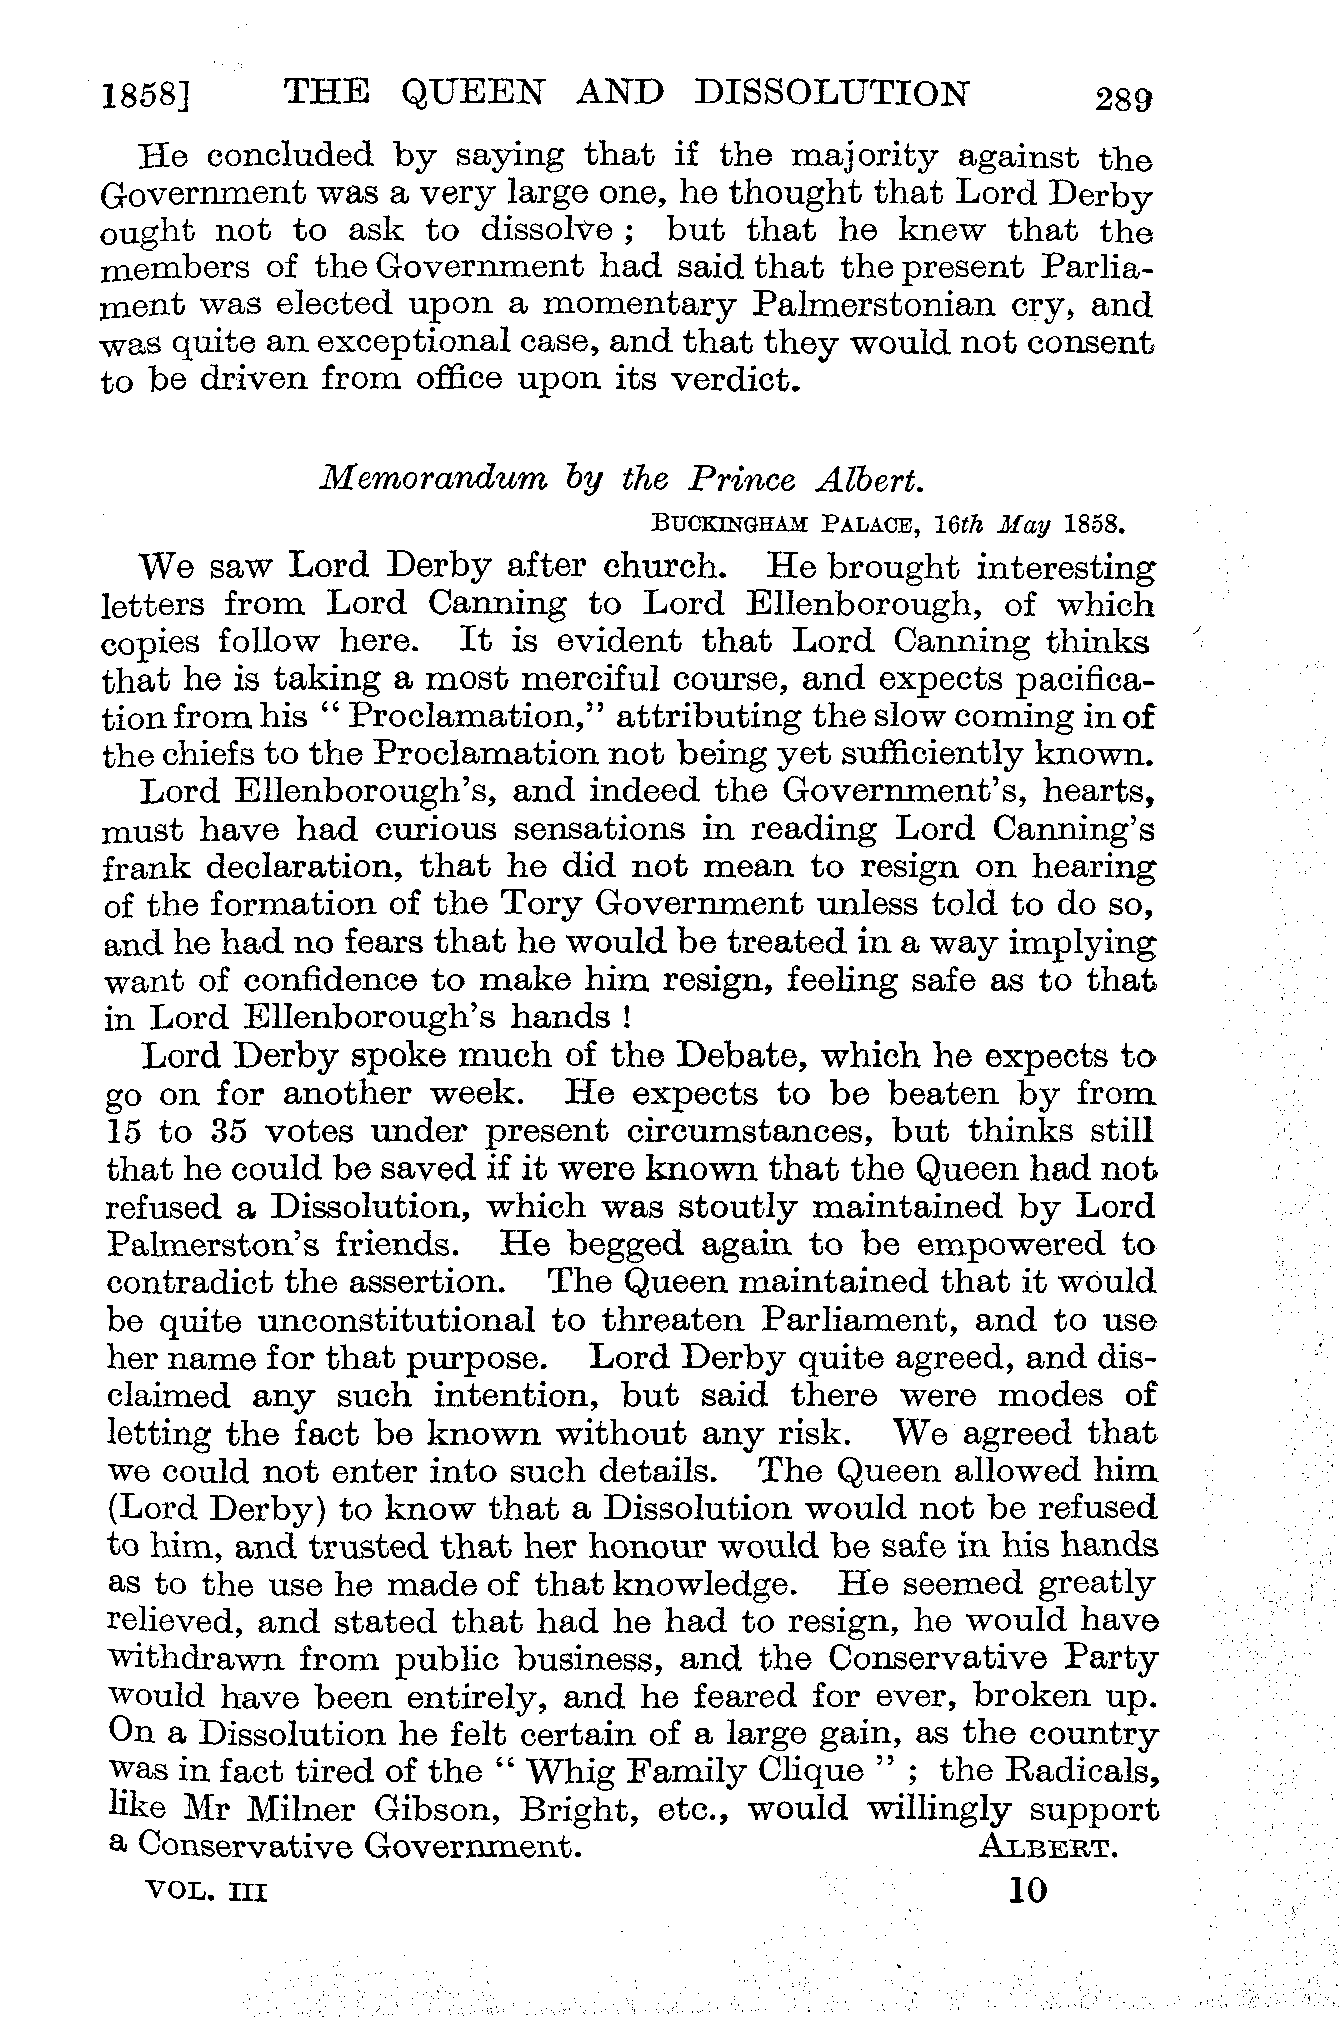 1858] THE QUEEN AND DISSOLUTION 289
He concluded by saying that if the majority against the
Government was a very large one, he thought that Lord Derby
ought not to ask to dissolve ; but that he knew that the
members of the Government had said that the present Parlia-
ment was elected upon a momentary Palmerstonian cry, and
was quite an exceptional case, and that they would not consent
to be driven from office upon its verdict.
Memorandum by the Prince Albert.
BUCKINGHAM PALACE, 16th May 1858.
We saw Lord Derby after church. He brought interesting
letters from Lord Canning to Lord Ellenborough, of which
copies follow here. It is evident that Lord Canning thinks
that he is taking a most merciful course, and expects pacifica-
tion from his “ Proclamation,” attributing the slow coming in of
the chiefs to the Proclamation not being yet sufficiently known.
Lord Ellenborough's, and indeed the Government's, hearts,
must have had curious sensations in reading Lord Canning's
frank declaration, that he did not mean to resign on hearing
of the formation of the Tory Government unless told to do so,
and he had no fears that he would be treated in a way implying
want of confidence to make him resign, feeling safe as to that
in Lord Ellenborough's hands !
Lord Derby spoke much of the Debate, which he expects to
go on for another week. He expects to be beaten by from
15 to 35 votes under present circumstances, but thinks still
that he could be saved if it were known that the Queen had not
refused a Dissolution, which was stoutly maintained by Lord
Palmerston's friends. He begged again to be empowered to
contradict the assertion. The Queen maintained that it would
be quite unconstitutional to threaten Parliament, and to use
her name for that purpose. Lord Derby quite agreed, and dis-
claimed any such intention, but said there were modes of
letting the fact be known without any risk. We agreed that
we could not enter into such details. The Queen allowed him
(Lord Derby) to know that a Dissolution would not be refused
to him, and trusted that her honour would be safe in his hands
as to the use he made of that knowledge. He seemed greatly
relieved, and stated that had he had to resign, he would have
withdrawn from public business, and the Conservative Party
would have been entirely, and he feared for ever, broken up.
On a Dissolution he felt certain of a large gain, as the country
was in fact tired of the “ Whig Family Clique ” ; the Radicals,
like Mr Milner Gibson, Bright, etc., would willingly support
a Conservative Government. ALBERT.
VOL. III 10